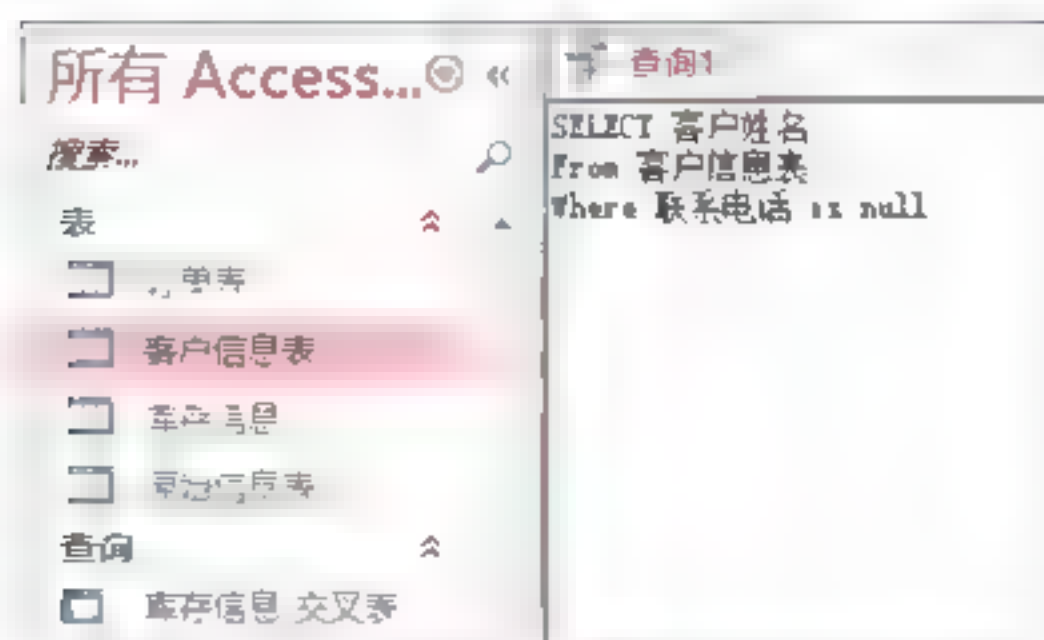 所有 Access...
搜索...
表
客户信息表
查询
库存信息_交叉表
查询1
SELECT 客户姓名
From 客户信息表
Where 联系电话 is null